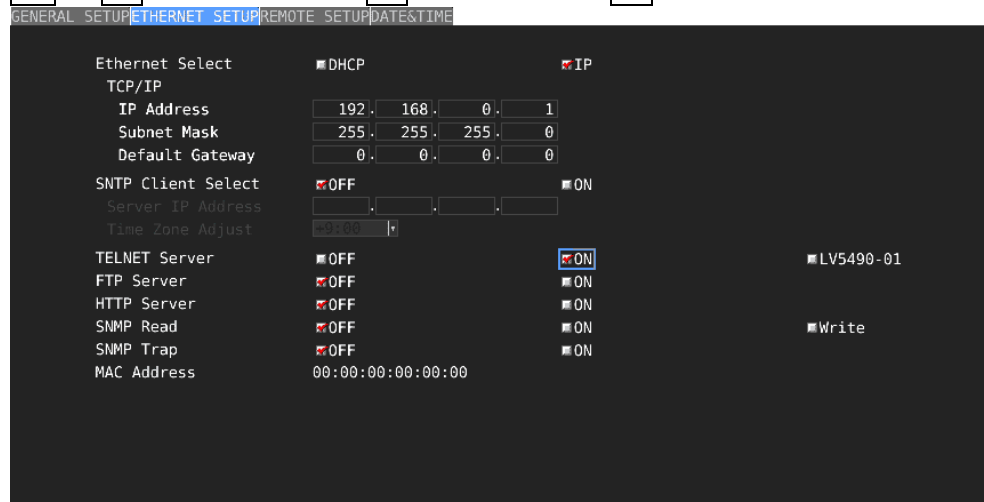 GENERAL SETUP ETHERNET SETUP REMOTE SETUP DATE&TIME
Ethernet Select DHCP IP
TCP/IP
IP Address 192. 168. 0. 1
Subnet Mask 255. 255. 255. 0
Default Gateway 0. 0. 0. 0
SNTP Client Select OFF ON
Server IP Address . . .
Time Zone Adjust +9:00
TELNET Server OFF ON LV5490-01
FTP Server OFF ON
HTTP Server OFF ON
SNMP Read OFF ON Write
SNMP Trap OFF ON
MAC Address 00:00:00:00:00:00